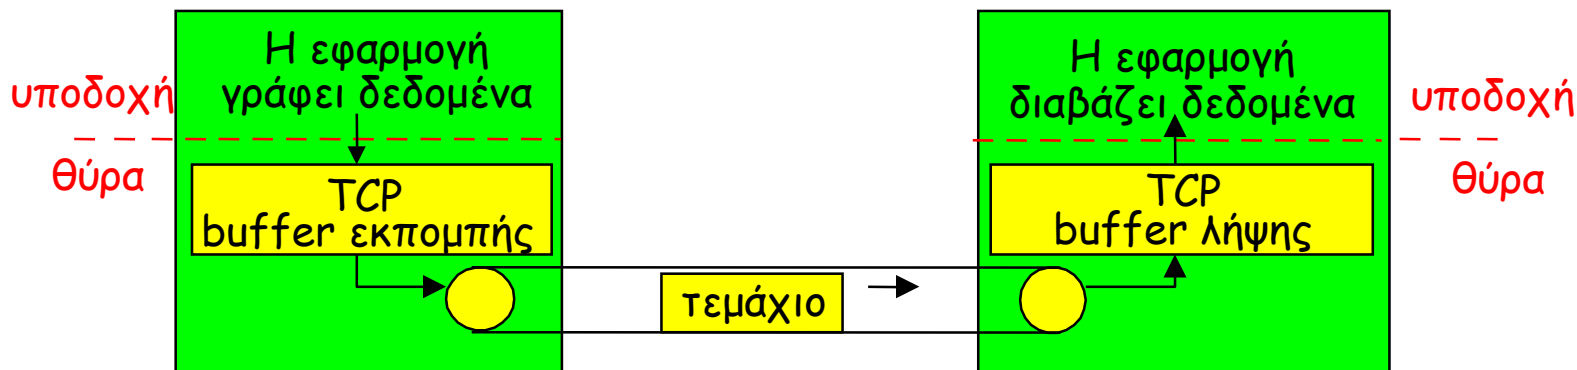 Η εφαρμογή
γράφει δεδομένα
υποδοχή
θύρα
TCP
buffer εκπομπής
τεμάχιο
Η εφαρμογή
διαβάζει δεδομένα
υποδοχή
θύρα
TCP
buffer λήψης